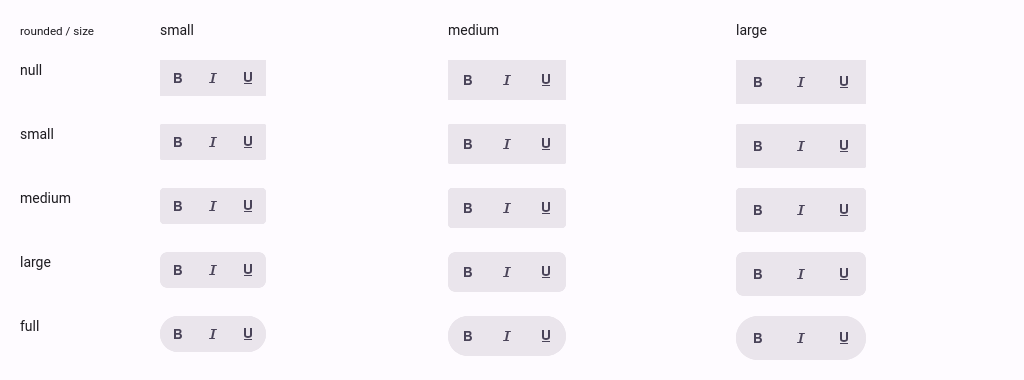 rounded / size small medium large
null B I U B I U B I U
small B I U B I U B I U
medium B I U B I U B I U
large B I U B I U B I U
full B I U B I U B I U